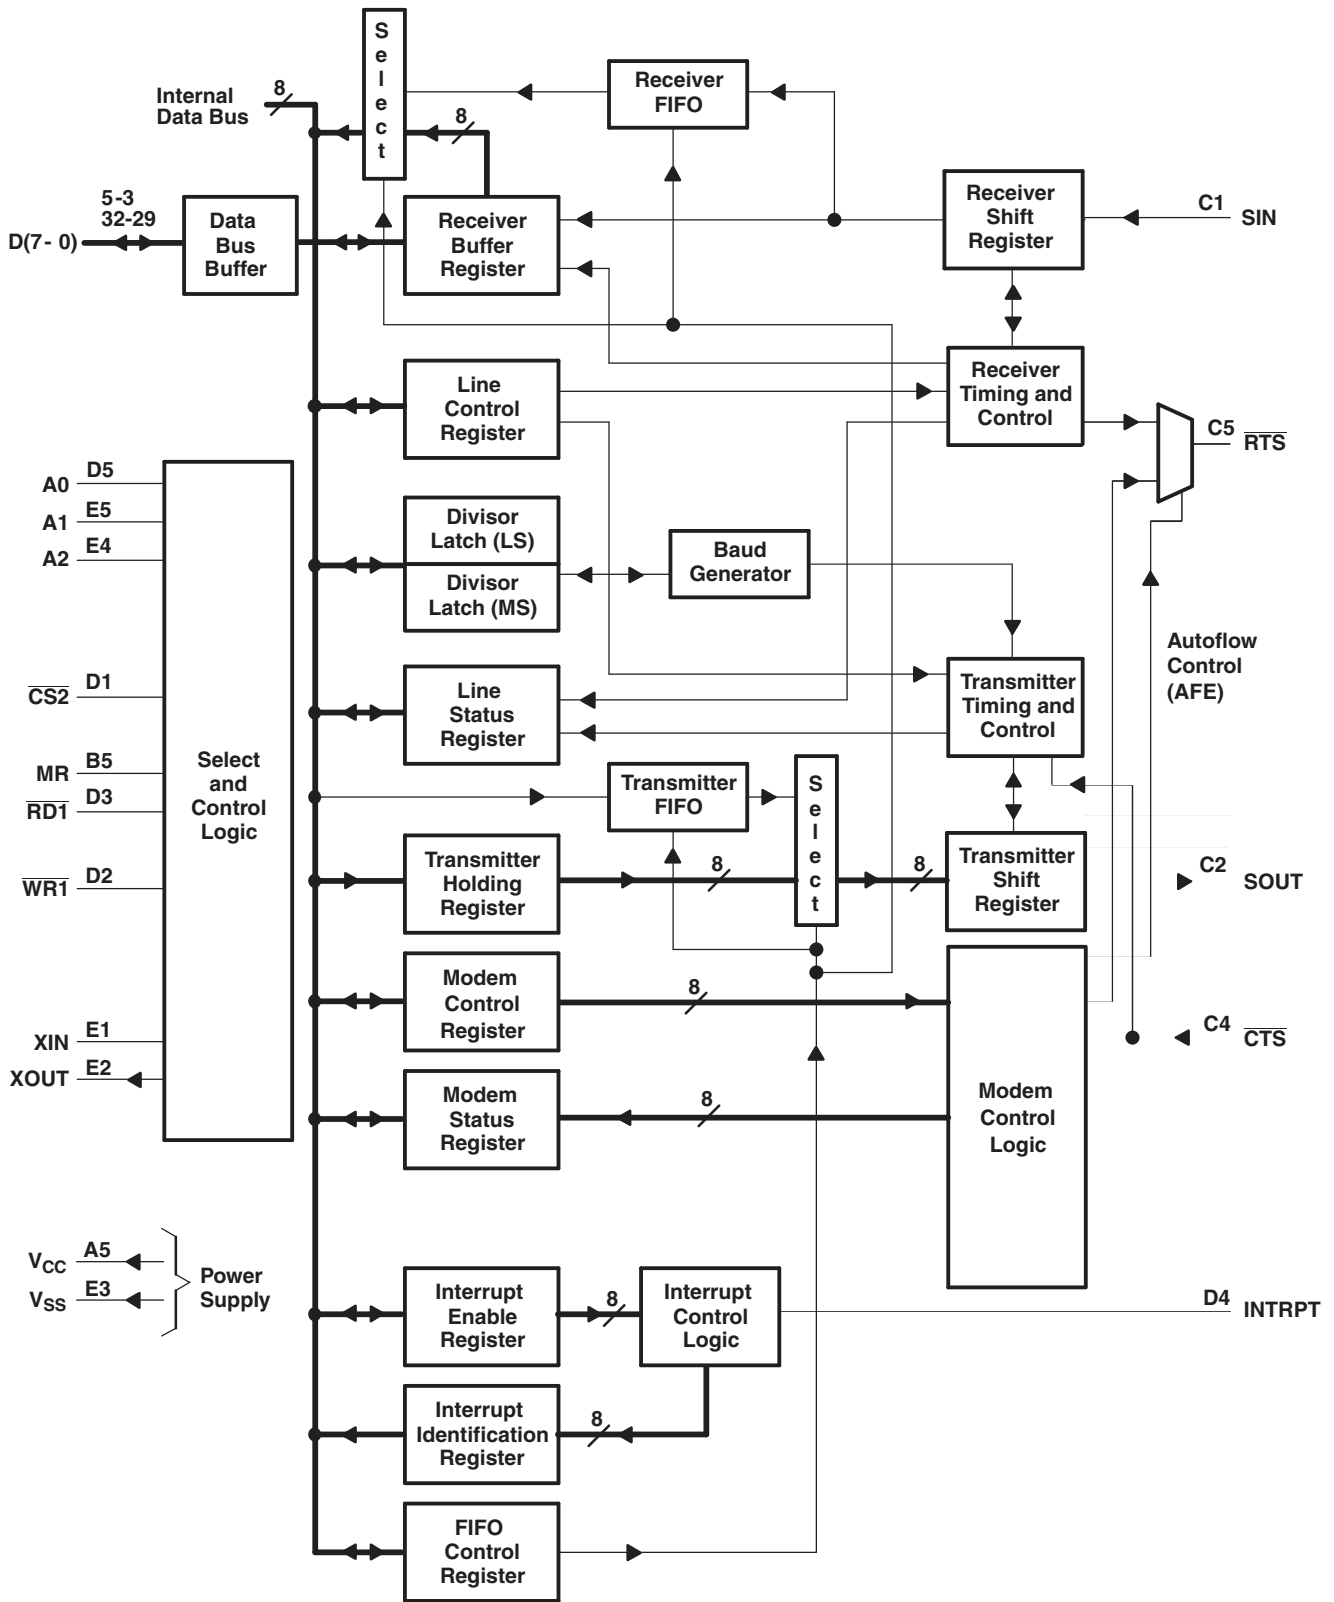 Select
Internal
Data Bus
8
8
Receiver
FIFO
5-3
32-29
D(7- 0)
Data
Bus
Buffer
Receiver
Buffer
Register
Receiver
Shift
Register
C1
SIN
Line
Control
Register
Receiver
Timing and
Control
C5
RTS
A0
D5
A1
E5
A2
E4
CS2
D1
MR
B5
RD1
D3
WR1
D2
XIN
E1
XOUT
E2
Select
and
Control
Logic
Divisor
Latch (LS)
Divisor
Latch (MS)
Baud
Generator
Autoflow
Control
(AFE)
Line
Status
Register
Transmitter
Timing and
Control
Transmitter
FIFO
Select
Transmitter
Holding
Register
8
8
Transmitter
Shift
Register
C2
SOUT
Modem
Control
Register
8
C4
CTS
Modem
Status
Register
8
Modem
Control
Logic
VCC
A5
VSS
E3
Power
Supply
Interrupt
Enable
Register
8
Interrupt
Control
Logic
D4
INTRPT
Interrupt
Identification
Register
8
FIFO
Control
Register